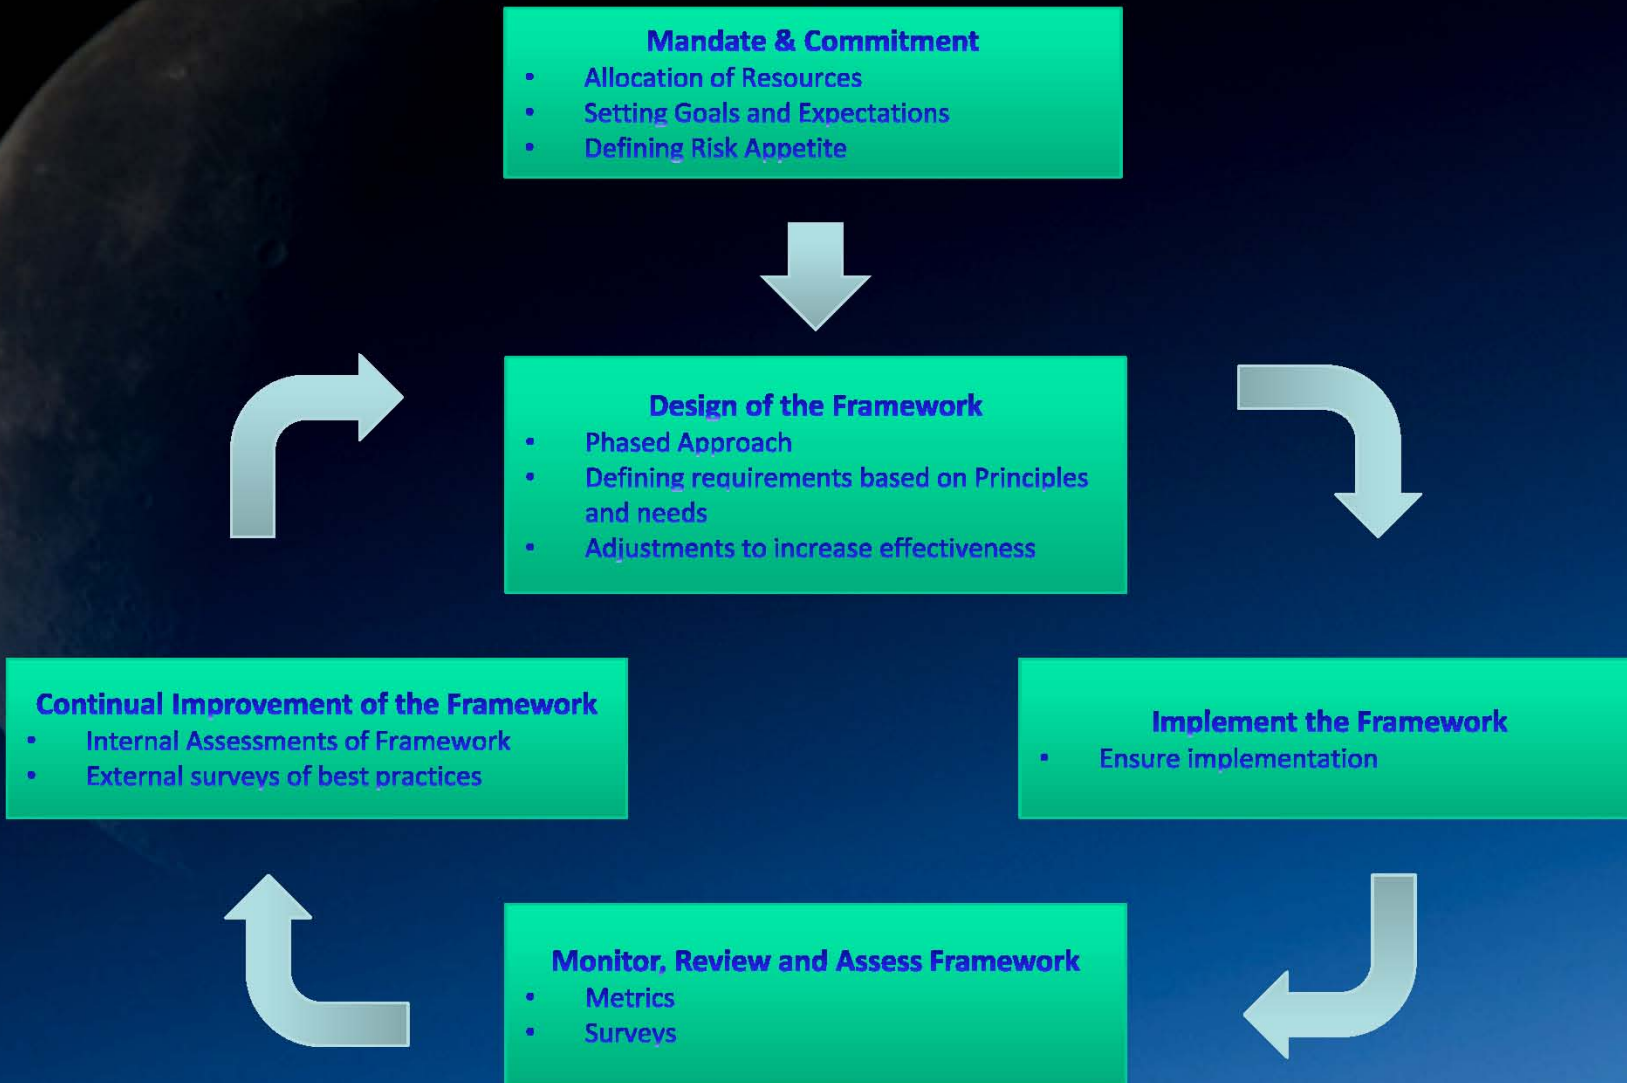 Mandate & Commitment
• Allocation of Resources
• Setting Goals and Expectations
• Defining Risk Appetite
Design of the Framework
• Phased Approach
• Defining requirements based on Principles
and needs
• Adjustments to increase effectiveness
Continual Improvement of the Framework
• Internal Assessments of Framework
• External surveys of best practices
Implement the Framework
• Ensure implementation
Monitor, Review and Assess Framework
• Metrics
• Surveys